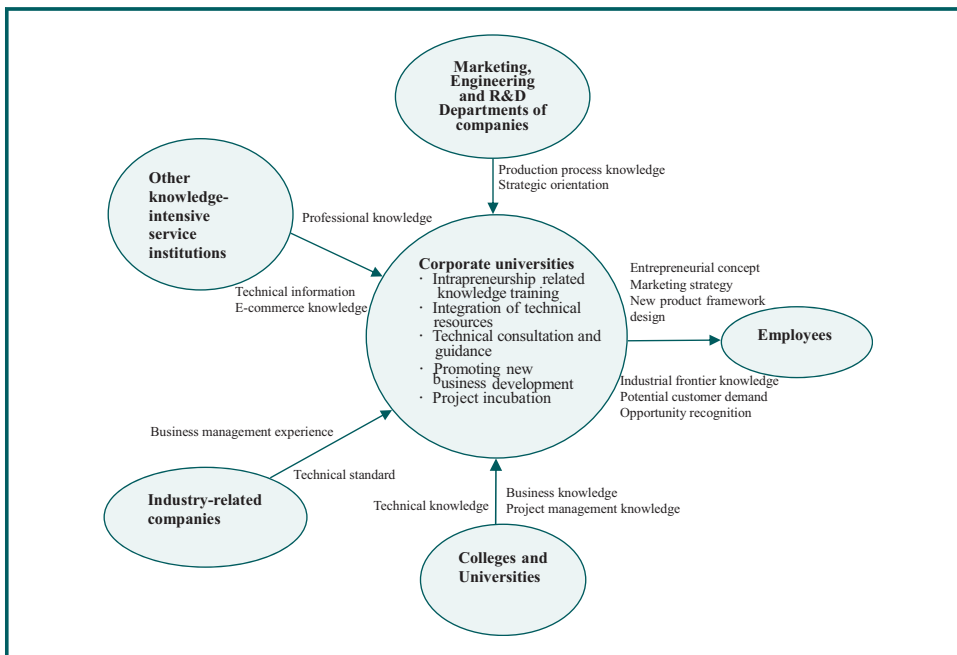 Marketing,
Engineering
and R&D
Departments of
companies
Production process knowledge
Strategic orientation
Other
knowledge-
intensive
service
institutions
Professional knowledge
Technical information
E-commerce knowledge
Corporate universities
· Intrapreneurship related
knowledge training
· Integration of technical
resources
· Technical consultation and
guidance
· Promoting new
business development
· Project incubation
Entrepreneurial concept
Marketing strategy
New product framework
design
Employees
Industrial frontier knowledge
Potential customer demand
Opportunity recognition
Business management experience
Technical standard
Industry-related
companies
Technical knowledge
Business knowledge
Project management knowledge
Colleges and
Universities